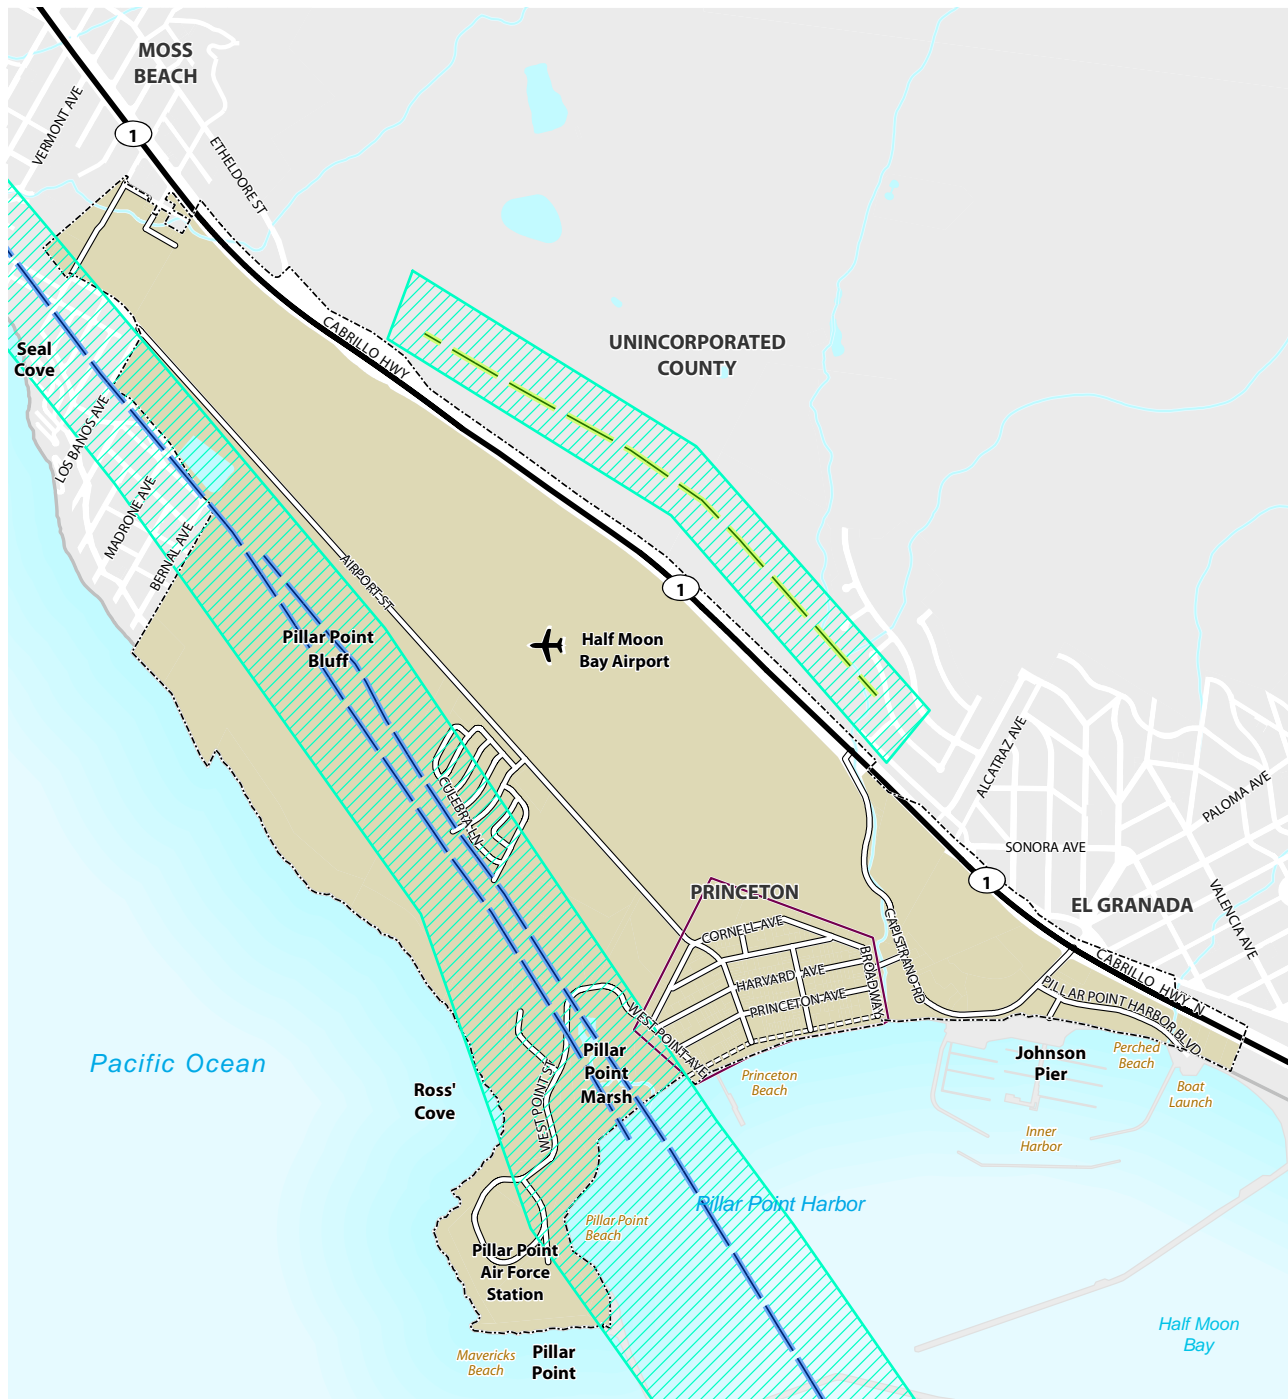 MOSS
BEACH
VERMONT AVE
1
ETHELDORE ST
CABRILLO HWY
UNINCORPORATED
COUNTY
Seal
Cove
LOS BANOS AVE
MADRONE AVE
BERNAL AVE
AIRPORT ST
1
Pillar Point
Bluff
Half Moon
Bay Airport
ALCATRAZ AVE
PALOMA AVE
CULEBRA LN
SONORA AVE
1
PRINCETON
EL GRANADA
VALENCIA AVE
CORNELL AVE
CAPISTRANO RD
BROADWAY
HARVARD AVE
PRINCETON AVE
CABRILLO HWY N
PILLAR POINT HARBOR BLVD
WEST POINT AVE
Pacific Ocean
Pillar
Point
Marsh
Johnson
Pier
Perched
Beach
Princeton
Beach
Boat
Launch
Ross'
Cove
WEST POINT ST
Inner
Harbor
Pillar Point Harbor
Pillar Point
Beach
Pillar Point
Air Force
Station
Half Moon
Bay
Mavericks
Beach
Pillar
Point